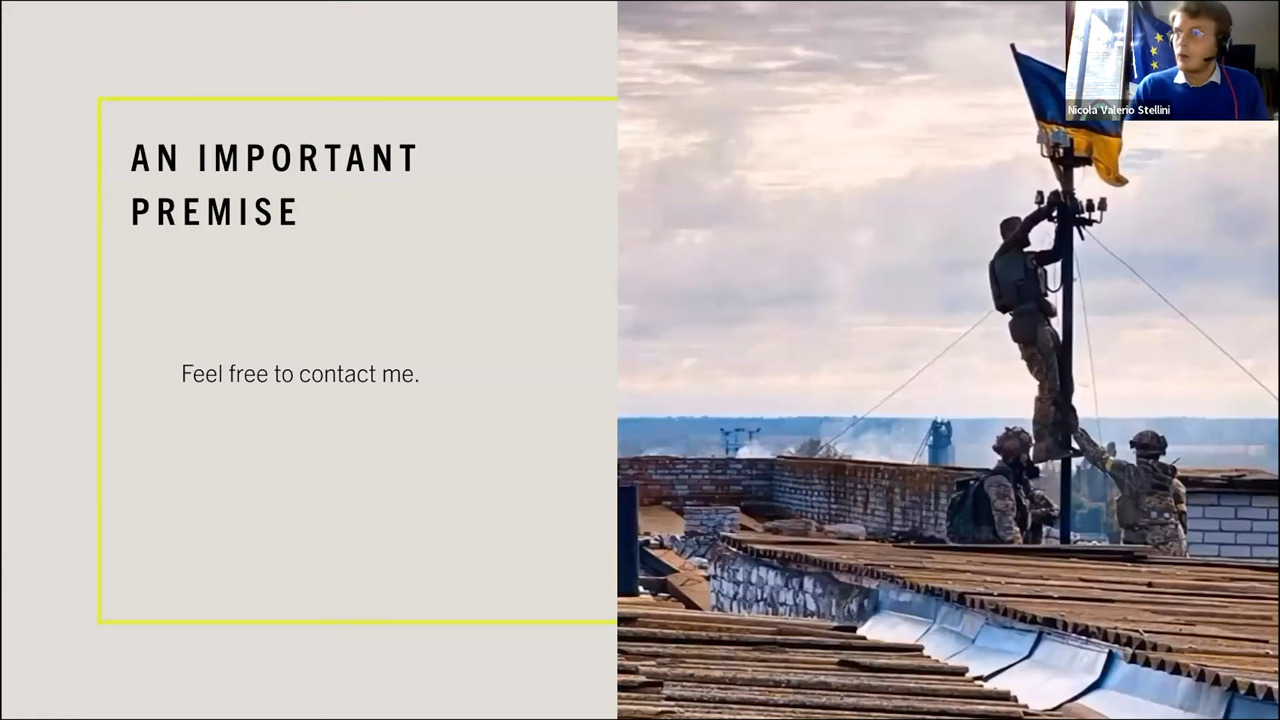 AN IMPORTANT
PREMISE
Feel free to contact me.
Nicola Valerio Stellini